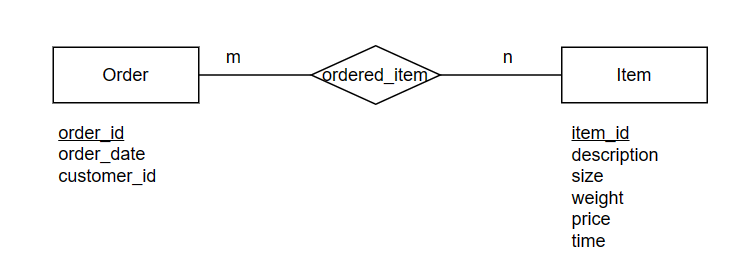 m
n
Order
ordered_item
Item
order_id
order_date
customer_id
item_id
description
size
weight
price
time